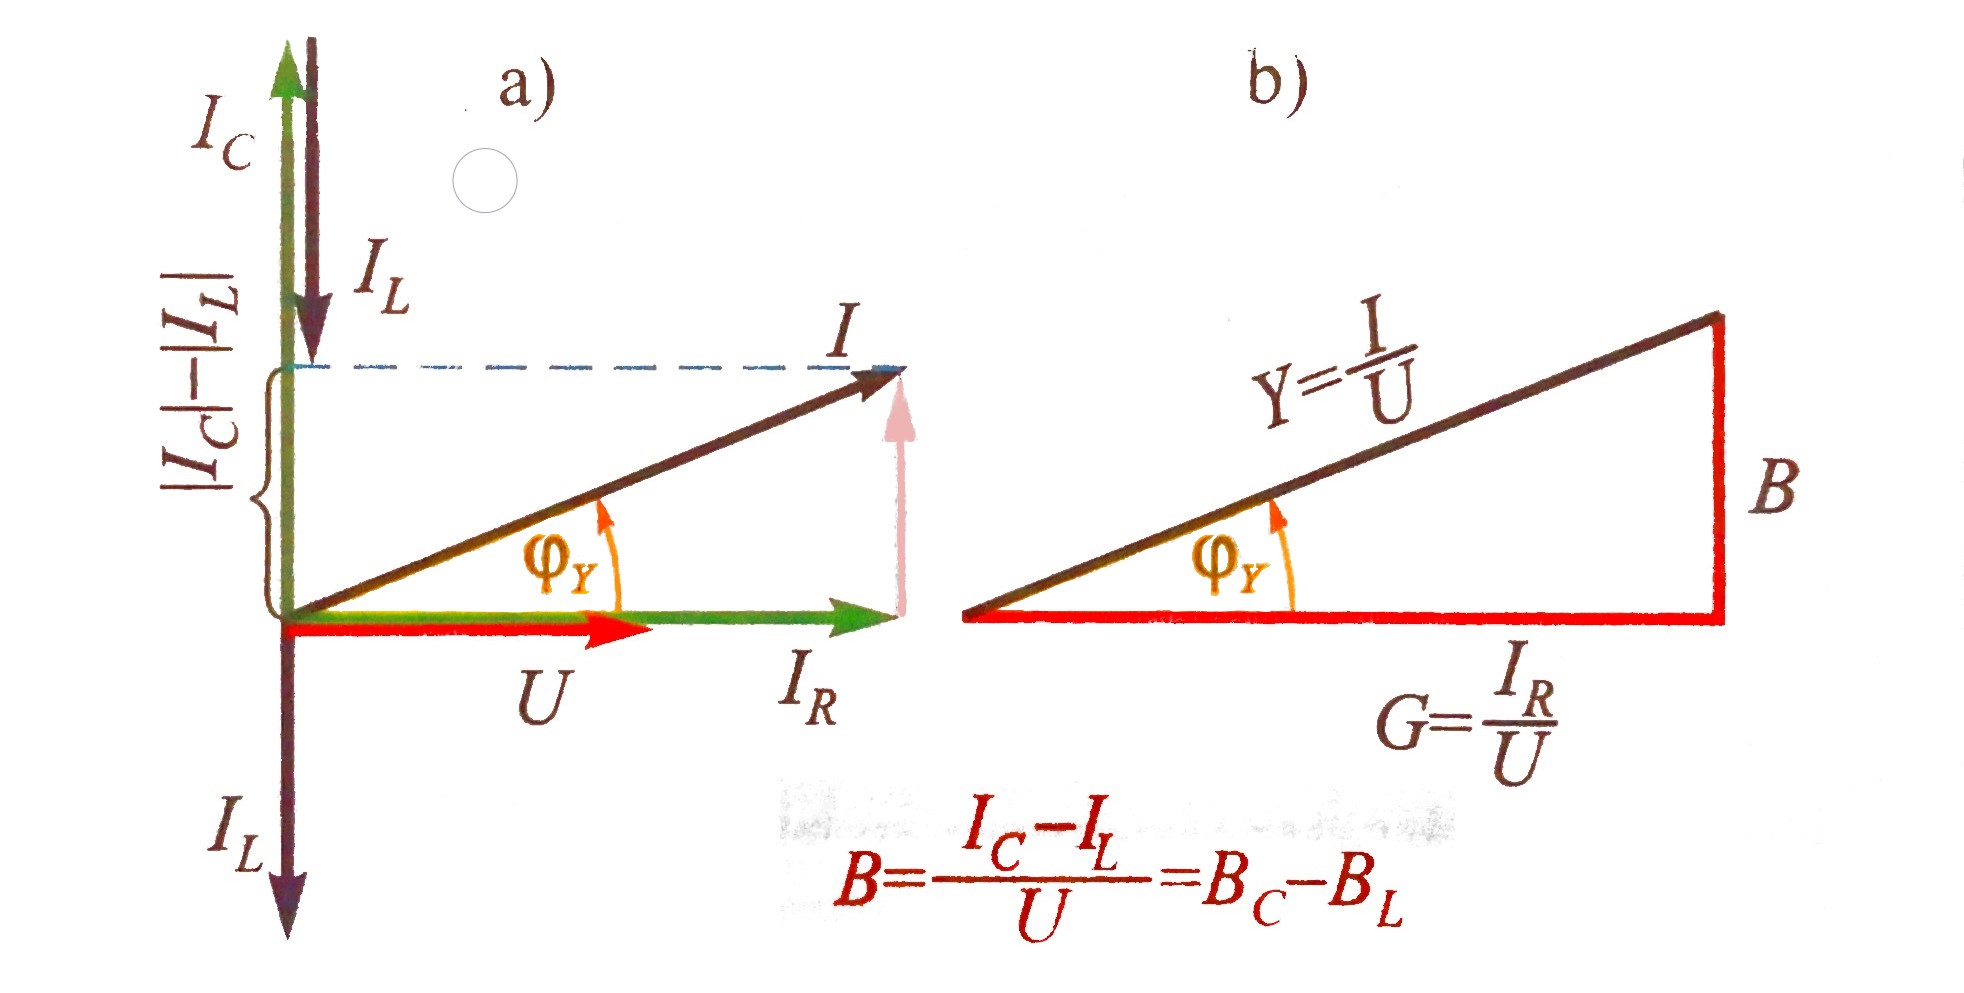 a)
I_C
I_L
|I_C|−|I_L|
I
φ_Y
U
I_R
I_L
b)
Y=I/U
B
φ_Y
G=I_R/U
B=(I_C−I_L)/U=B_C−B_L